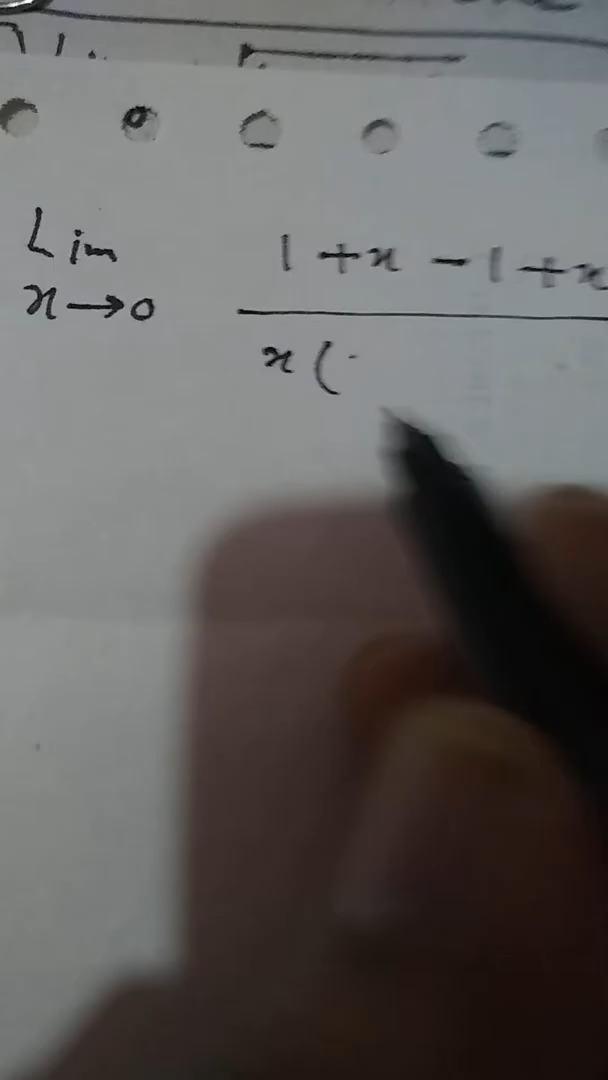 Lim 1 + x - 1 + x
x → 0 x (